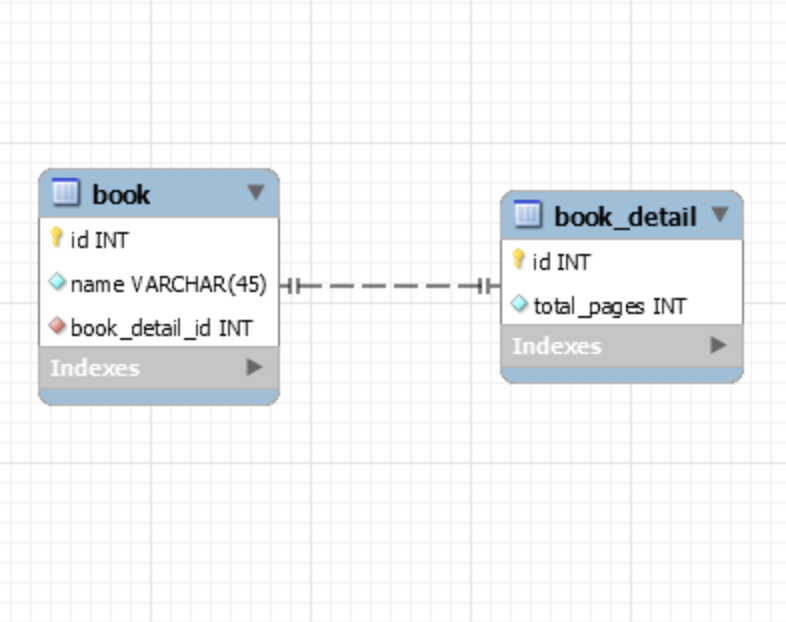 book
id INT
name VARCHAR(45)
book_detail_id INT
Indexes
book_detail
id INT
total_pages INT
Indexes